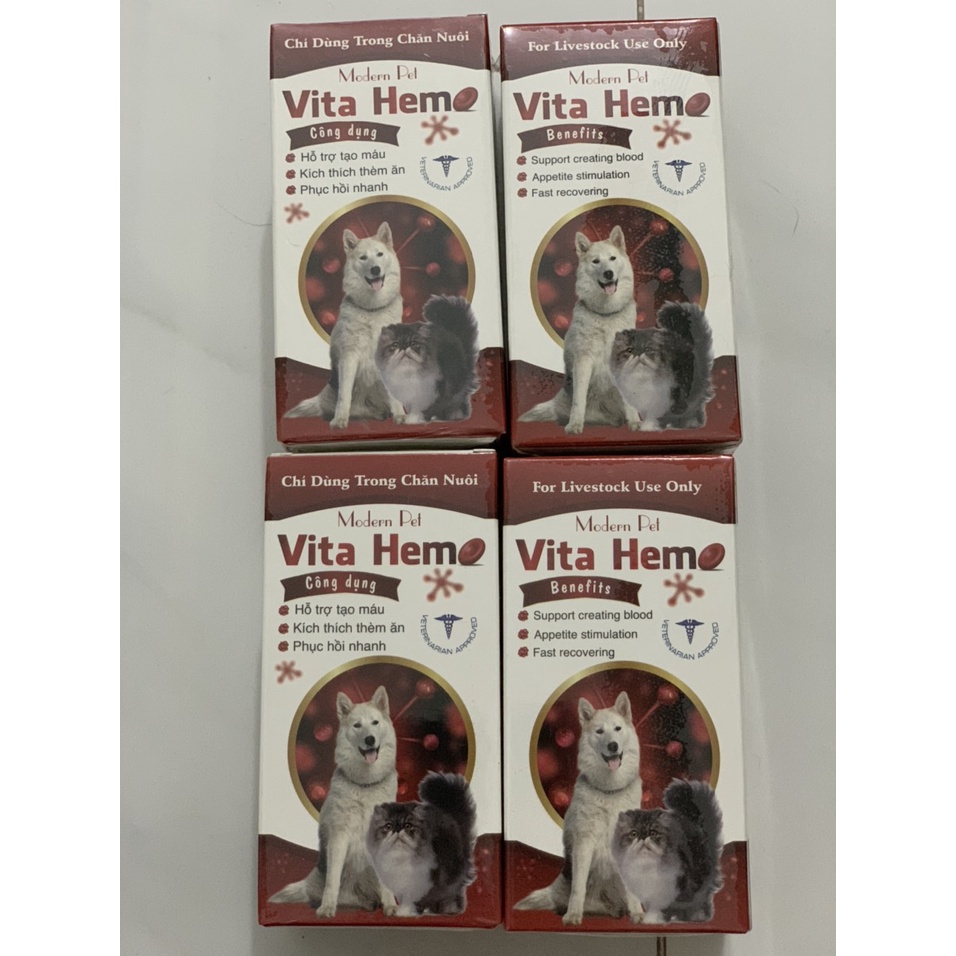 Chỉ Dùng Trong Chăn Nuôi
Modern Pet
Vita Hemo
Công dụng
Hỗ trợ tạo máu
Kích thích thèm ăn
Phục hồi nhanh
VETERINARIAN APPROVED
For Livestock Use Only
Modern Pet
Vita Hemo
Benefits
Support creating blood
Appetite stimulation
Fast recovering
VETERINARIAN APPROVED
Chỉ Dùng Trong Chăn Nuôi
Modern Pet
Vita Hemo
Công dụng
Hỗ trợ tạo máu
Kích thích thèm ăn
Phục hồi nhanh
VETERINARIAN APPROVED
For Livestock Use Only
Modern Pet
Vita Hemo
Benefits
Support creating blood
Appetite stimulation
Fast recovering
VETERINARIAN APPROVED